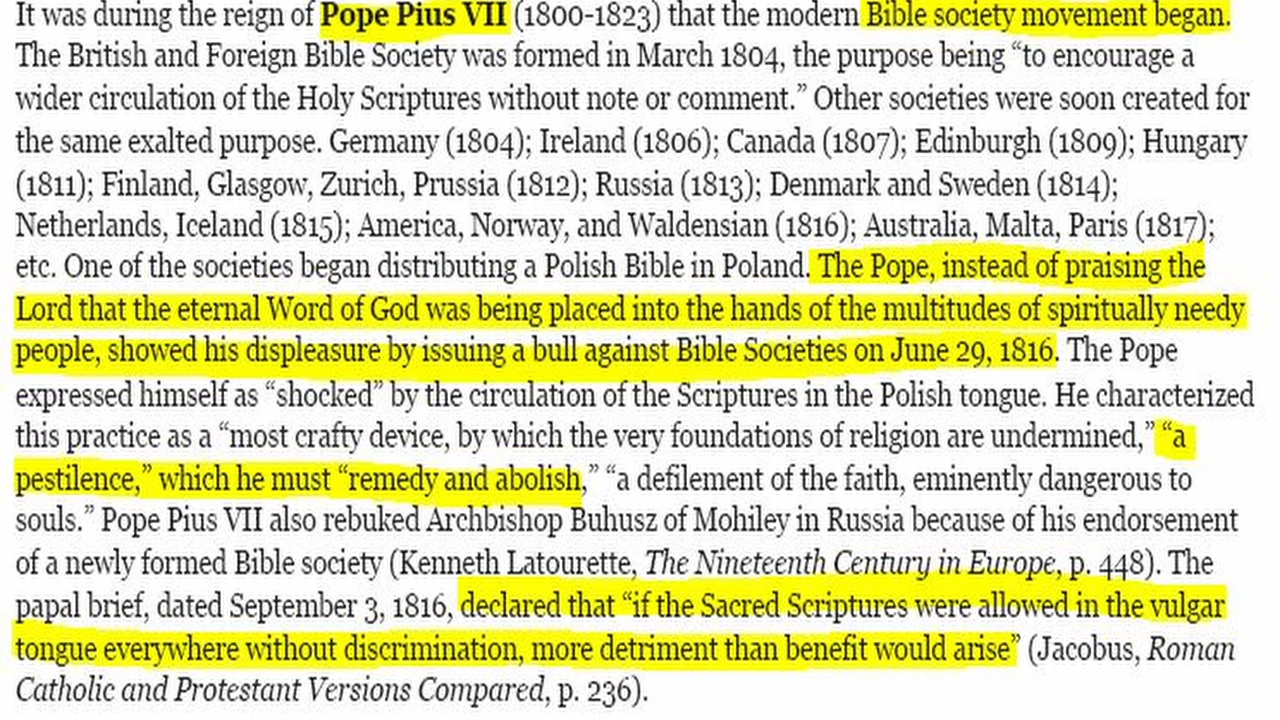 It was during the reign of Pope Pius VII (1800-1823) that the modern Bible society movement began.
The British and Foreign Bible Society was formed in March 1804, the purpose being “to encourage a
wider circulation of the Holy Scriptures without note or comment.” Other societies were soon created for
the same exalted purpose. Germany (1804); Ireland (1806); Canada (1807); Edinburgh (1809); Hungary
(1811); Finland, Glasgow, Zurich, Prussia (1812); Russia (1813); Denmark and Sweden (1814);
Netherlands, Iceland (1815); America, Norway, and Waldensian (1816); Australia, Malta, Paris (1817);
etc. One of the societies began distributing a Polish Bible in Poland. The Pope, instead of praising the
Lord that the eternal Word of God was being placed into the hands of the multitudes of spiritually needy
people, showed his displeasure by issuing a bull against Bible Societies on June 29, 1816. The Pope
expressed himself as “shocked” by the circulation of the Scriptures in the Polish tongue. He characterized
this practice as a “most crafty device, by which the very foundations of religion are undermined,” “a
pestilence,” which he must “remedy and abolish,” “a defilement of the faith, eminently dangerous to
souls.” Pope Pius VII also rebuked Archbishop Buhusz of Mohiley in Russia because of his endorsement
of a newly formed Bible society (Kenneth Latourette, The Nineteenth Century in Europe, p. 448). The
papal brief, dated September 3, 1816, declared that “if the Sacred Scriptures were allowed in the vulgar
tongue everywhere without discrimination, more detriment than benefit would arise” (Jacobus, Roman
Catholic and Protestant Versions Compared, p. 236).